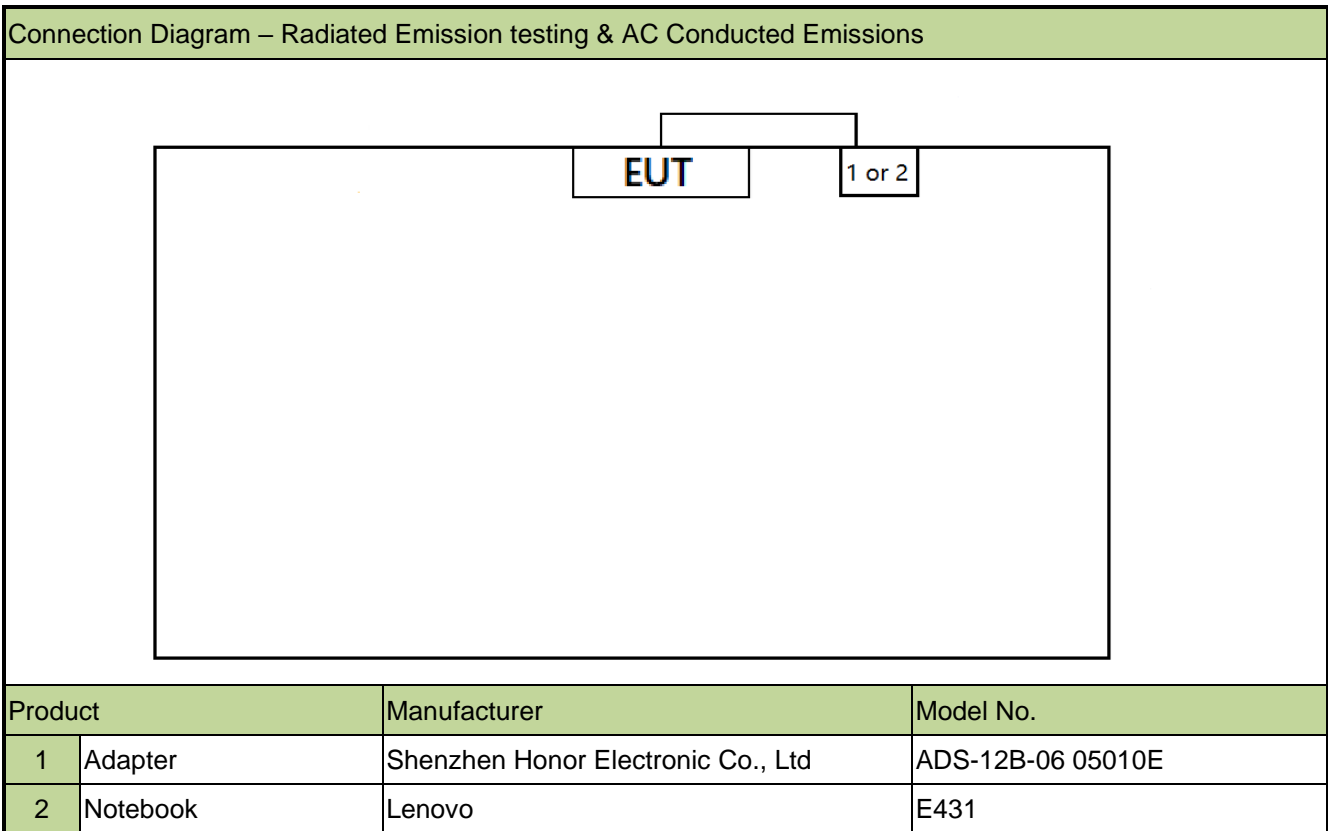 Connection Diagram – Radiated Emission testing & AC Conducted Emissions
EUT
1 or 2
Product Manufacturer Model No.
1 Adapter Shenzhen Honor Electronic Co., Ltd ADS-12B-06 05010E
2 Notebook Lenovo E431